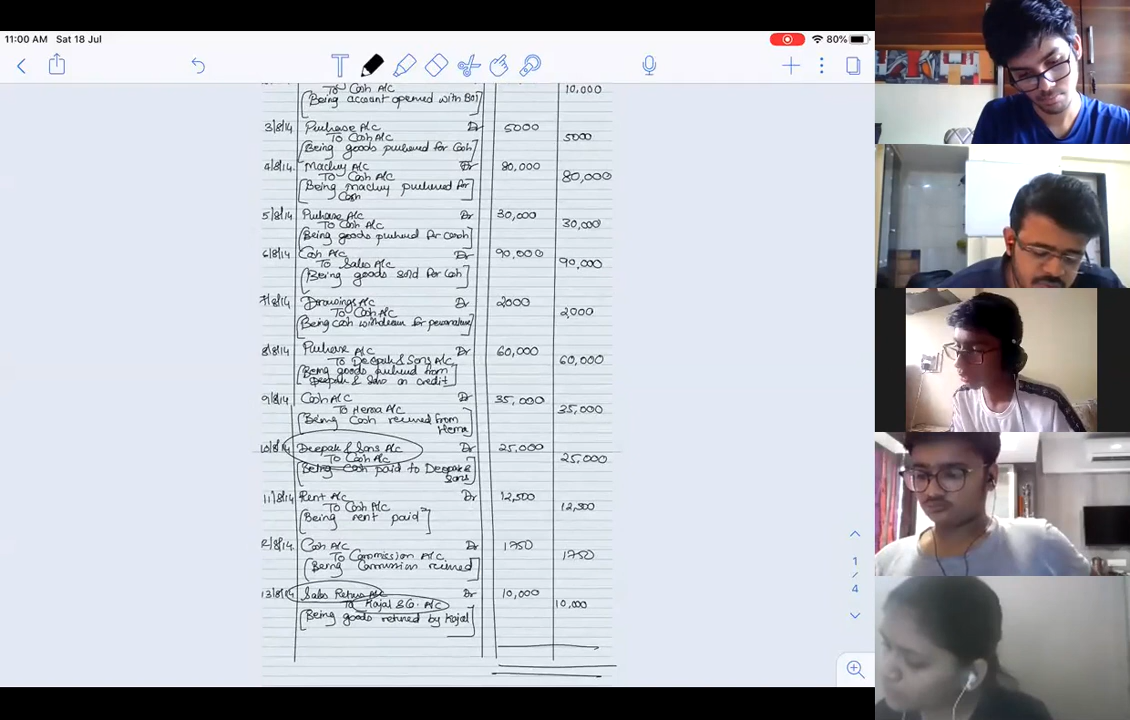 11:00 AM Sat 18 Jul
80%
To Cash A/c 10,000
[Being account opened with BOI]
3/8/14 Purchase A/c Dr 5000
To Cash A/c 5000
[Being goods purchased for Cash]
4/8/14 A/c Dr 80,000
To Cash A/c 80,000
[Being purchased for
Cash]
5/8/14 Purchase A/c Dr 30,000
To Cash A/c 30,000
[Being goods purchased for cash]
6/8/14 Cash A/c Dr 90,000
To Sales A/c 90,000
[Being goods sold for Cash]
7/8/14 Drawings A/c Dr 2000
To Cash A/c 2,000
[Being cash withdrawn for]
8/8/14 Purchase A/c Dr 60,000
To Deepak & Sons A/c 60,000
[Being goods purchased from
Deepak & Sons on credit]
9/8/14 Cash A/c Dr 35,000
To Hema A/c 35,000
[Being Cash received from
Hema]
10/8/14 Deepak & Sons A/c Dr 25,000
To Cash A/c 25,000
[Being Cash paid to Deepak &
Sons]
11/8/14 Rent A/c Dr 12,500
To Cash A/c 12,500
[Being rent paid]
12/8/14 Cash A/c Dr 1750
To Commission A/c 1750
[Being Commission received]
13/8/14 Sales Return A/c Dr 10,000
To Kajal & Co. A/c 10,000
[Being goods returned by Kajal]
1
/
4